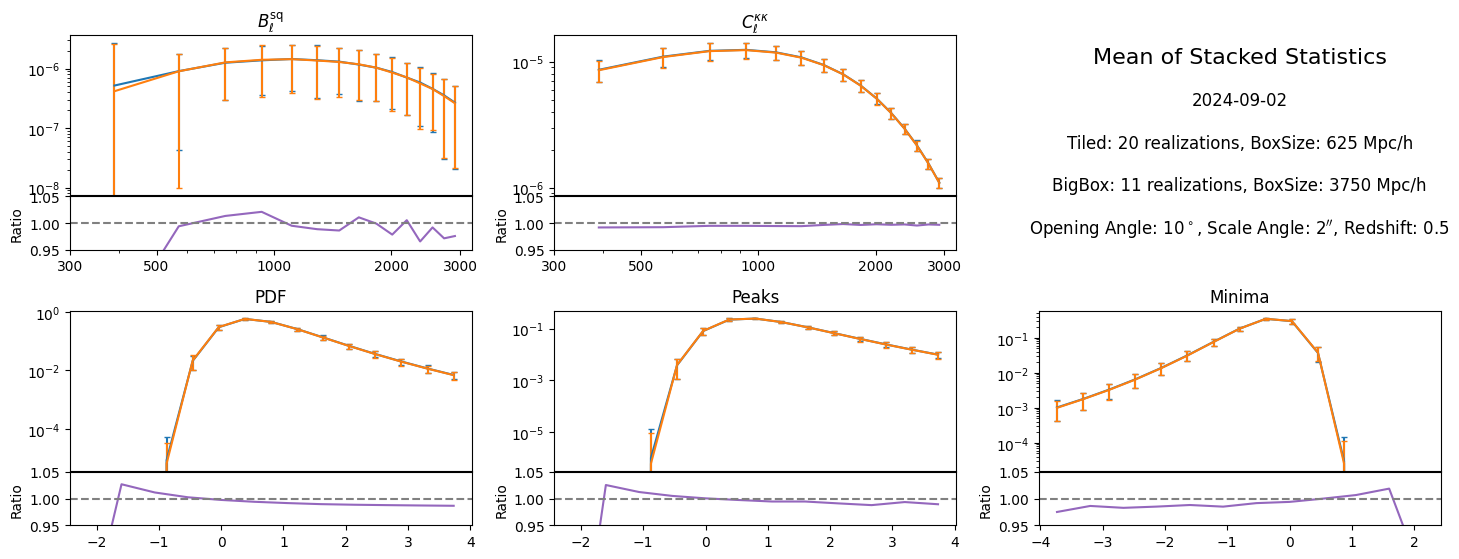 B_ℓ^sq
10⁻⁶
10⁻⁷
10⁻⁸
1.05
1.00
0.95
Ratio
300 500 1000 2000 3000
C_ℓ^κκ
10⁻⁵
10⁻⁶
1.05
1.00
0.95
Ratio
300 500 1000 2000 3000
Mean of Stacked Statistics
2024-09-02
Tiled: 20 realizations, BoxSize: 625 Mpc/h
BigBox: 11 realizations, BoxSize: 3750 Mpc/h
Opening Angle: 10°, Scale Angle: 2′′, Redshift: 0.5
PDF
10⁰
10⁻²
10⁻⁴
1.05
1.00
0.95
Ratio
−2 −1 0 1 2 3 4
Peaks
10⁻¹
10⁻³
10⁻⁵
1.05
1.00
0.95
Ratio
−2 −1 0 1 2 3 4
Minima
10⁻¹
10⁻²
10⁻³
10⁻⁴
1.05
1.00
0.95
Ratio
−4 −3 −2 −1 0 1 2